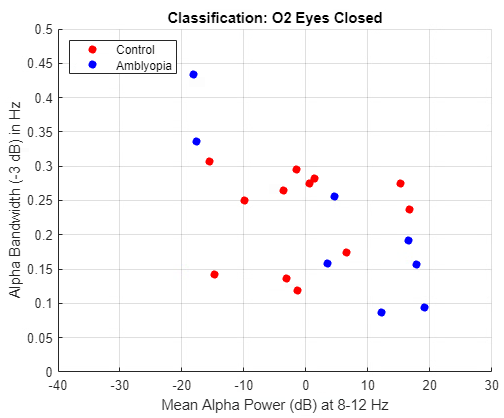 Classification: O2 Eyes Closed
Control
Amblyopia
Alpha Bandwidth (-3 dB) in Hz
0.5
0.45
0.4
0.35
0.3
0.25
0.2
0.15
0.1
0.05
0
-40 -30 -20 -10 0 10 20 30
Mean Alpha Power (dB) at 8-12 Hz